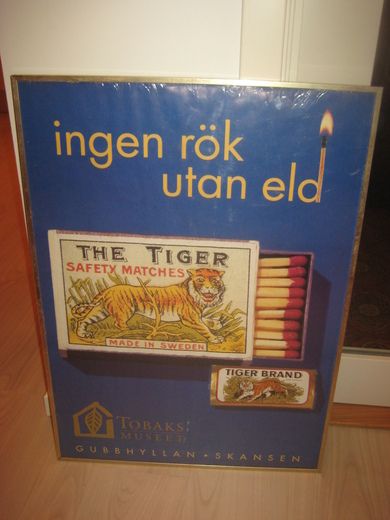 ingen rök
utan eld
THE TIGER
SAFETY MATCHES
MADE IN SWEDEN
TIGER BRAND
TOBAKS!
MUSEET
GUBBHYLLAN • SKANSEN